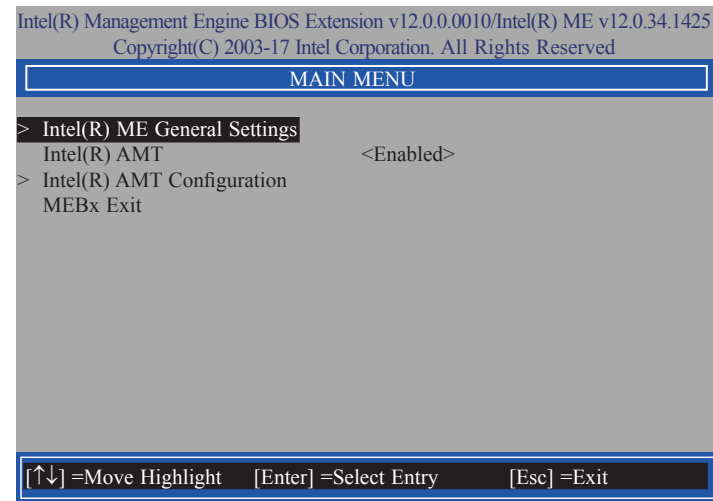 Intel(R) Management Engine BIOS Extension v12.0.0.0010/Intel(R) ME v12.0.34.1425
Copyright(C) 2003-17 Intel Corporation. All Rights Reserved
MAIN MENU
> Intel(R) ME General Settings
Intel(R) AMT <Enabled>
> Intel(R) AMT Configuration
MEBx Exit
[↑↓] =Move Highlight [Enter] =Select Entry [Esc] =Exit